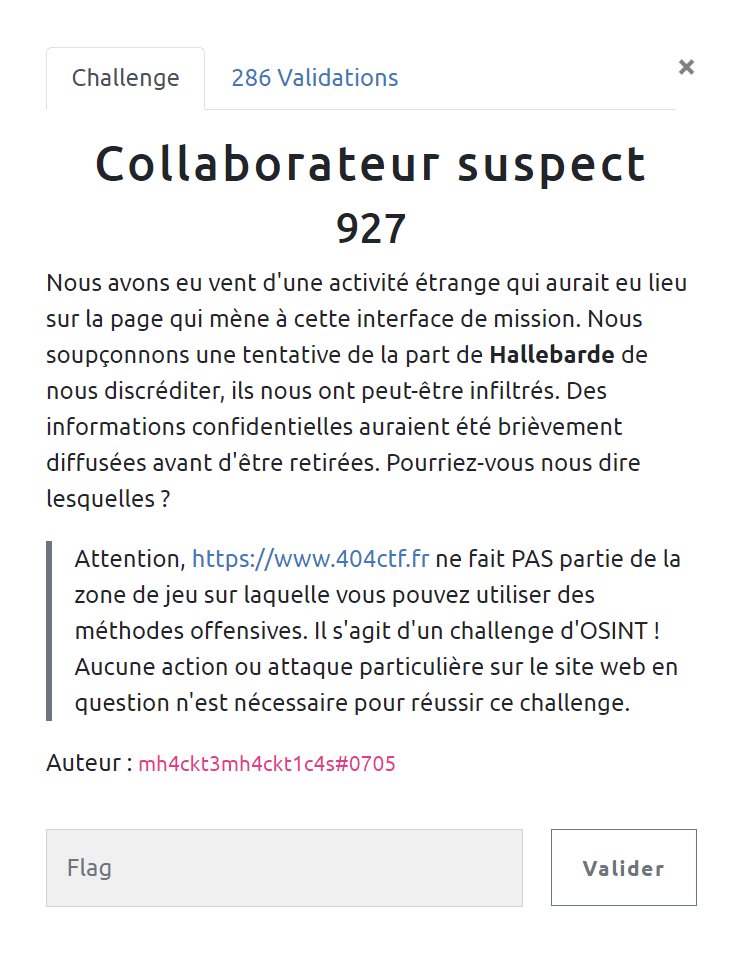 Challenge
286 Validations
×
Collaborateur suspect
927
Nous avons eu vent d'une activité étrange qui aurait eu lieu
sur la page qui mène à cette interface de mission. Nous
soupçonnons une tentative de la part de Hallebarde de
nous discréditer, ils nous ont peut-être infiltrés. Des
informations confidentielles auraient été brièvement
diffusées avant d'être retirées. Pourriez-vous nous dire
lesquelles ?
Attention, https://www.404ctf.fr ne fait PAS partie de la
zone de jeu sur laquelle vous pouvez utiliser des
méthodes offensives. Il s'agit d'un challenge d'OSINT !
Aucune action ou attaque particulière sur le site web en
question n'est nécessaire pour réussir ce challenge.
Auteur : mh4ckt3mh4ckt1c4s#0705
Flag
Valider